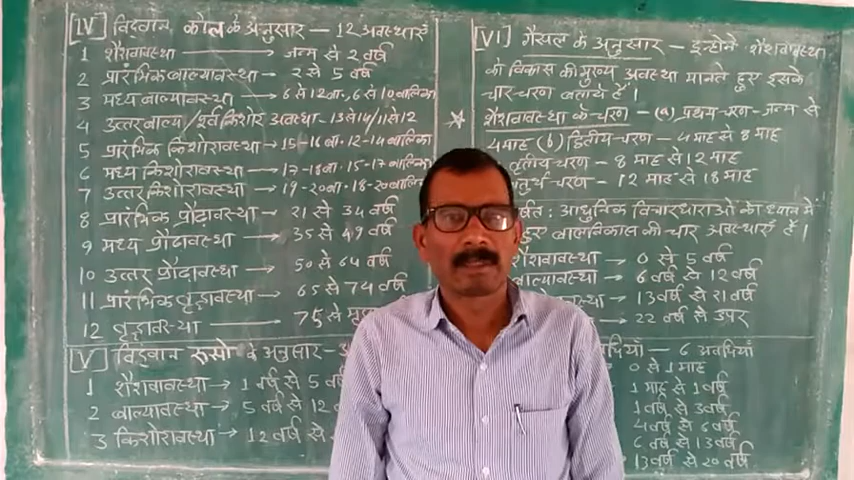 IV] विद्वान कौल के अनुसार - 12 अवस्थाएँ
1 शैशवावस्था → जन्म से 2 वर्ष
2 प्रारंभिक बाल्यावस्था → 2 से 5 वर्ष
3 मध्य बाल्यावस्था → 6 से 12 बा., 6 से 10 बालिका
4 उत्तर बाल्य / पूर्व किशोर अवस्था - 13 से 14 / 11 से 12
5 प्रारंभिक किशोरावस्था → 15-16 बा. 12-14 बालिका
6 मध्य किशोरावस्था → 17-18 बा. 15-17 बालिका
7 उत्तर किशोरावस्था → 19-20 बा. 18-20 बालि
8 प्रारंभिक प्रौढ़ावस्था → 21 से 34 वर्ष
9 मध्य प्रौढ़ावस्था → 35 से 49 वर्ष
10 उत्तर प्रौढ़ावस्था → 50 से 64 वर्ष
11 प्रारंभिक वृद्धावस्था → 65 से 74 वर्ष
12 वृद्धावस्था → 75 से
V] विद्वान रूसो के अनुसार -
1 शैशवावस्था → 1 वर्ष से 5 वर्ष
2 बाल्यावस्था → 5 वर्ष से 12 व
3 किशोरावस्था → 12 वर्ष से
VI] गैसल के अनुसार - इन्होने शैशवावस्था
को विकास की मुख्य अवस्था मानते हुए इसके
चार चरण बताये हैं।
शैशवावस्था के चरण - (a) प्रथम चरण - जन्म से
4 माह (b) द्वितीय चरण - 4 माह से 8 माह
तृतीय चरण - 8 माह से 12 माह
तुर्थ चरण - 12 माह से 18 माह
र्षत: आधुनिक विचारधाराओ को ध्यान मे
हुए बालविकास की चार अवस्थाएँ हैं।
शैशवावस्था → 0 से 5 वर्ष
बाल्यावस्था → 6 वर्ष से 12 वर्ष
स्था → 13 वर्ष से 21 वर्ष
→ 22 वर्ष से उपर
- 6 अवधियाँ
0 से 1 माह
1 माह से 1 वर्ष
1 वर्ष से 3 वर्ष
4 वर्ष से 6 वर्ष
6 वर्ष से 13 वर्ष
13 वर्ष से 20 वर्ष